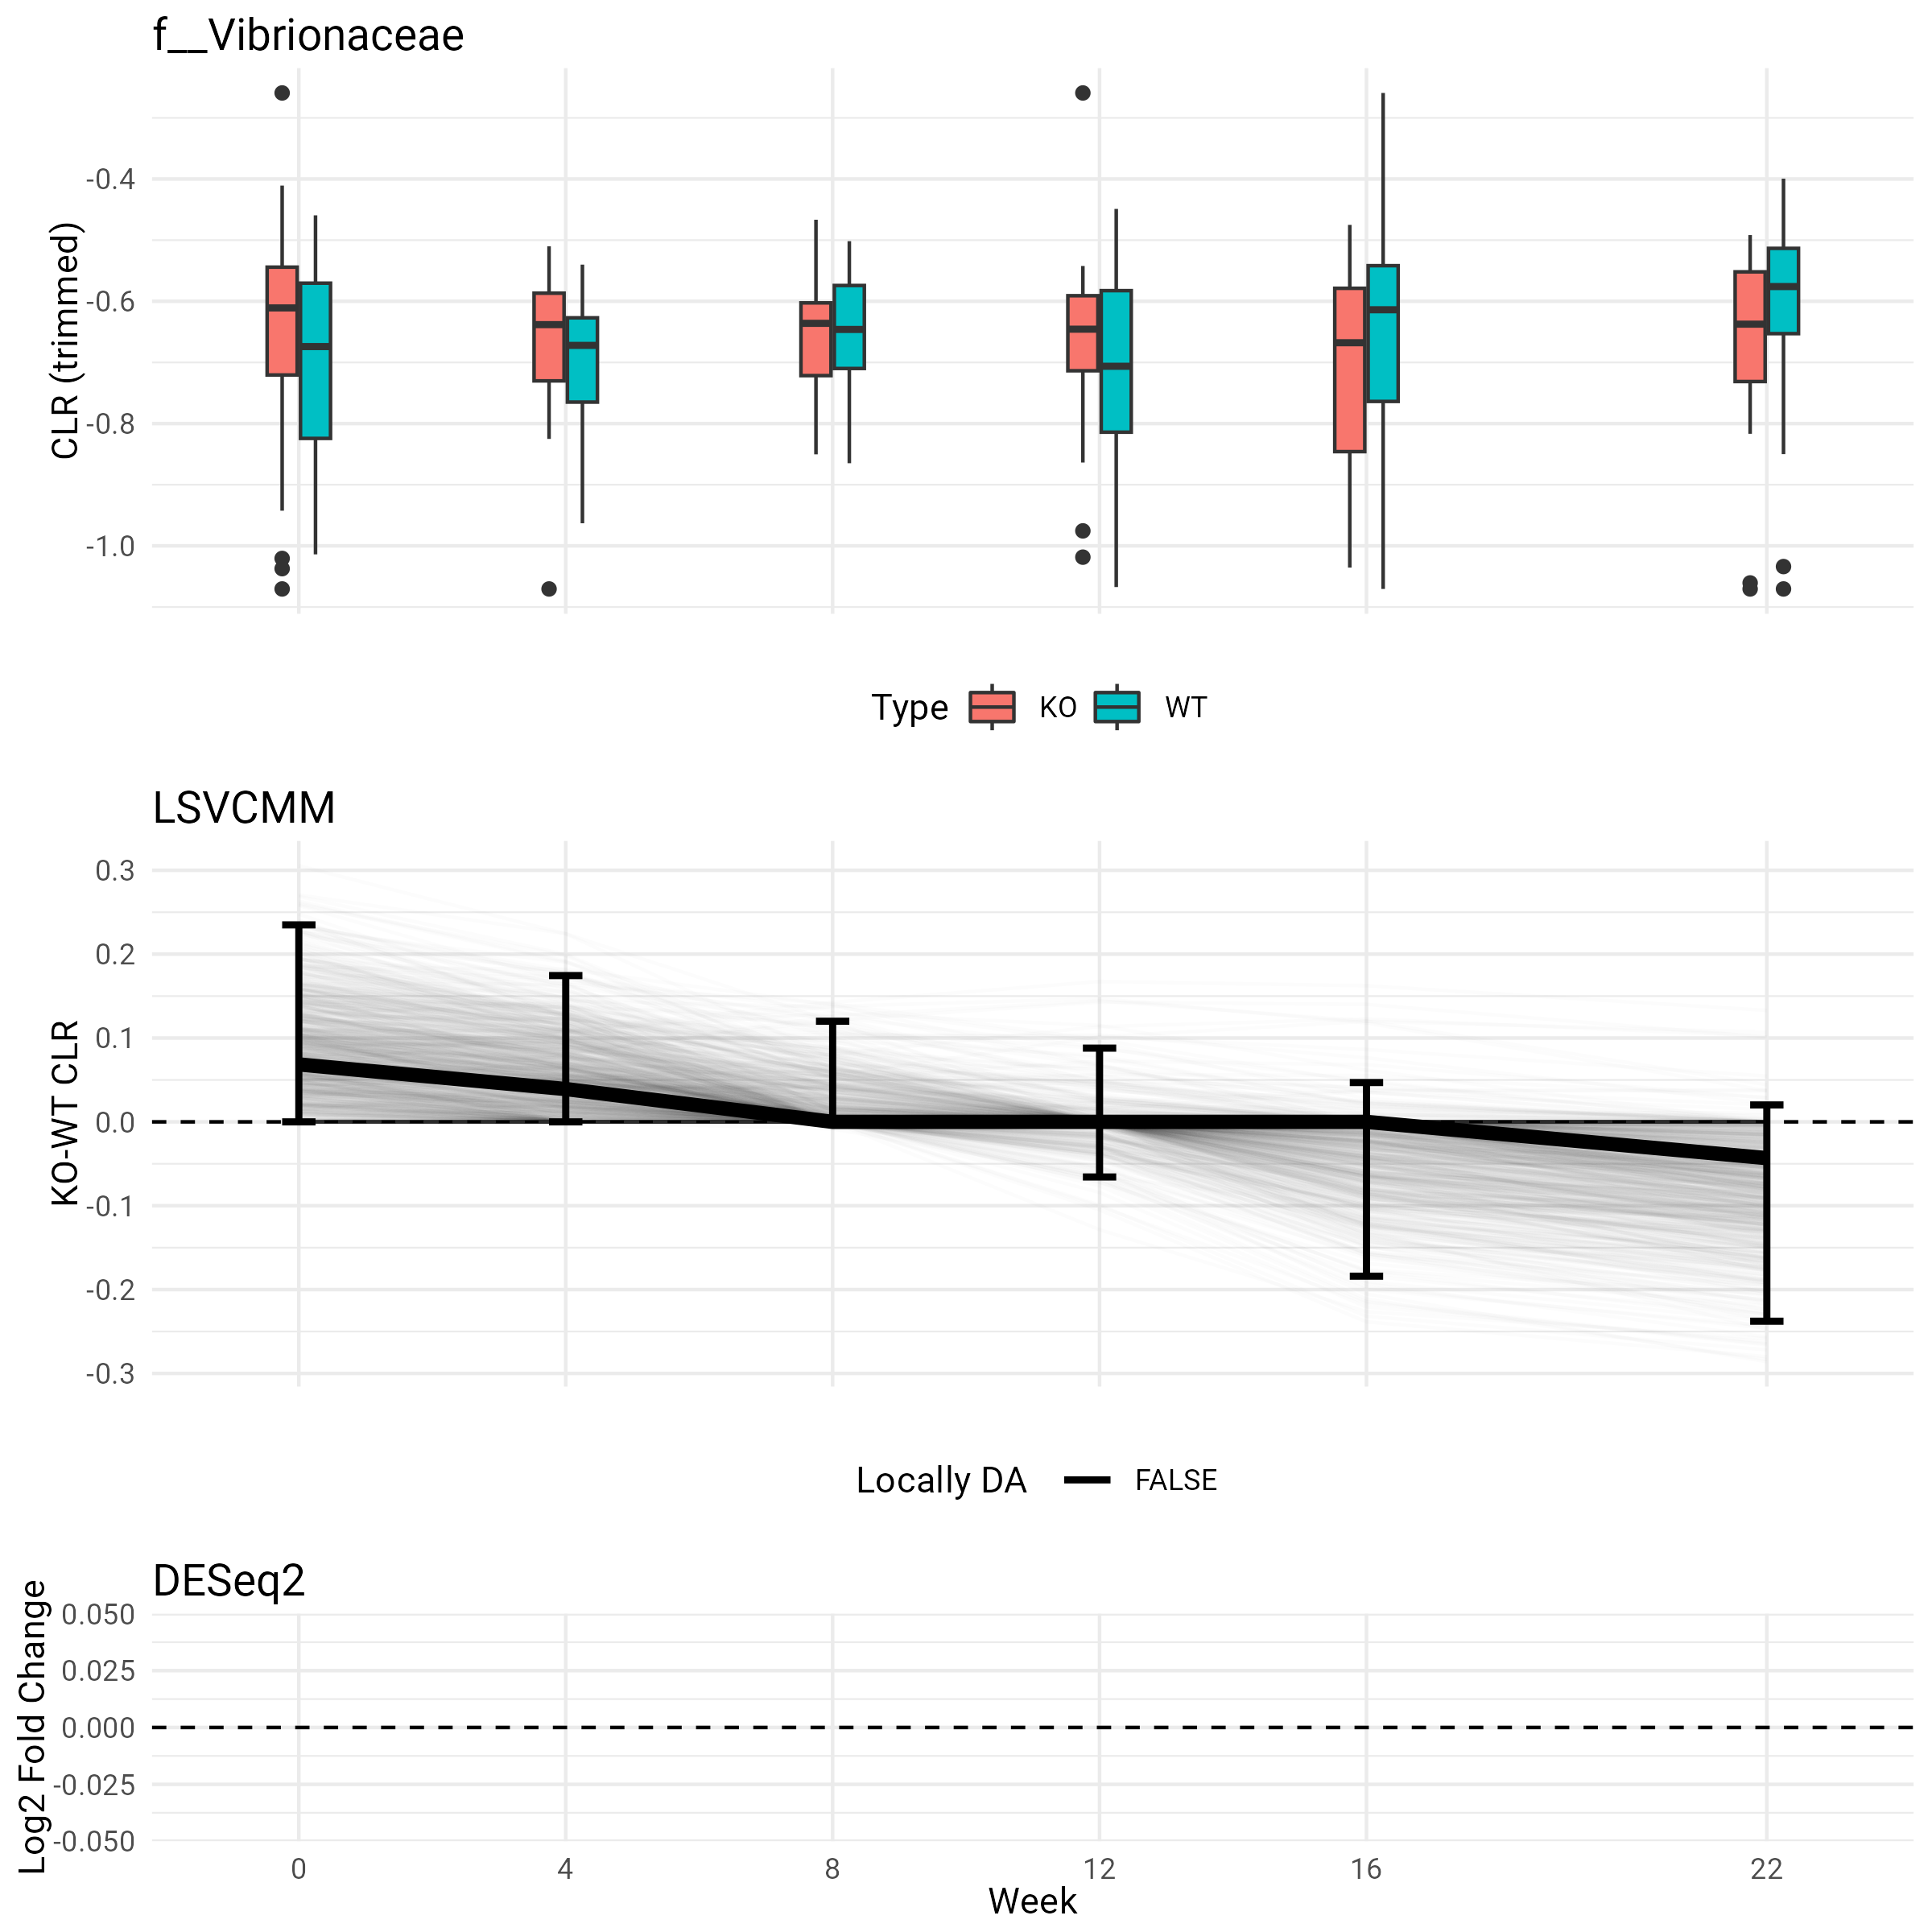 f__Vibrionaceae
CLR (trimmed)
-0.4
-0.6
-0.8
-1.0
Type KO WT
LSVCMM
KO-WT CLR
0.3
0.2
0.1
0.0
-0.1
-0.2
-0.3
Locally DA FALSE
DESeq2
Log2 Fold Change
0.050
0.025
0.000
-0.025
-0.050
0 4 8 12 16 22
Week